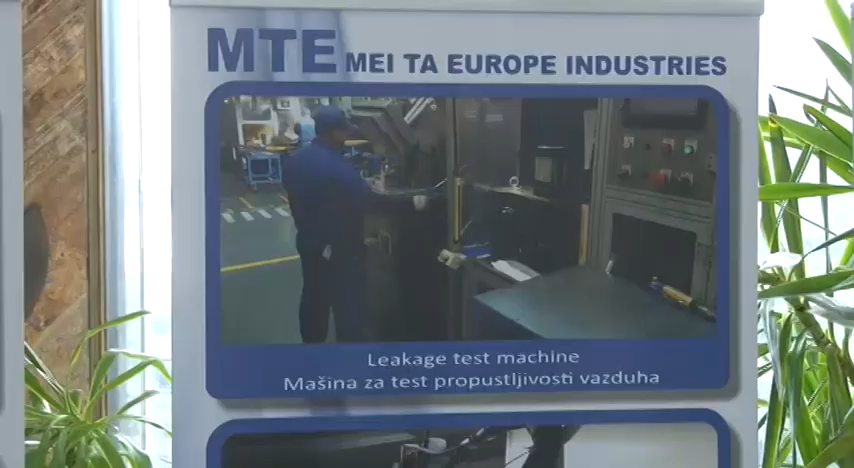 MTE MEI TA EUROPE INDUSTRIES
Leakage test machine
Mašina za test propustljivosti vazduha